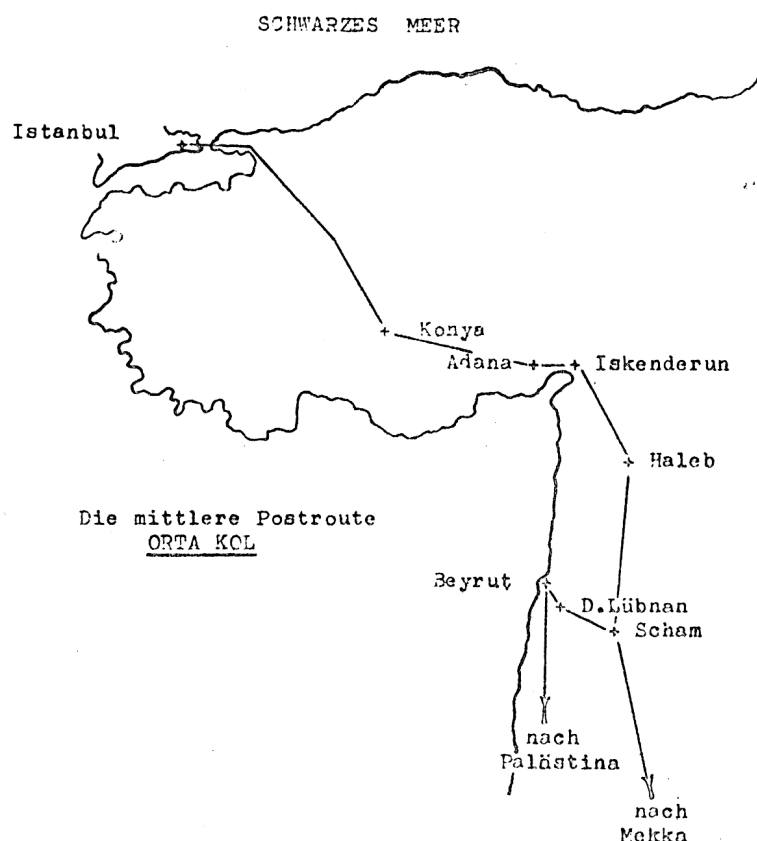 SCHWARZES MEER
Istanbul
Konya
Adana
Iskenderun
Haleb
Die mittlere Postroute
ORTA KOL
Beyrut
D.Lübnan
Scham
nach
Palästina
nach
Mekka